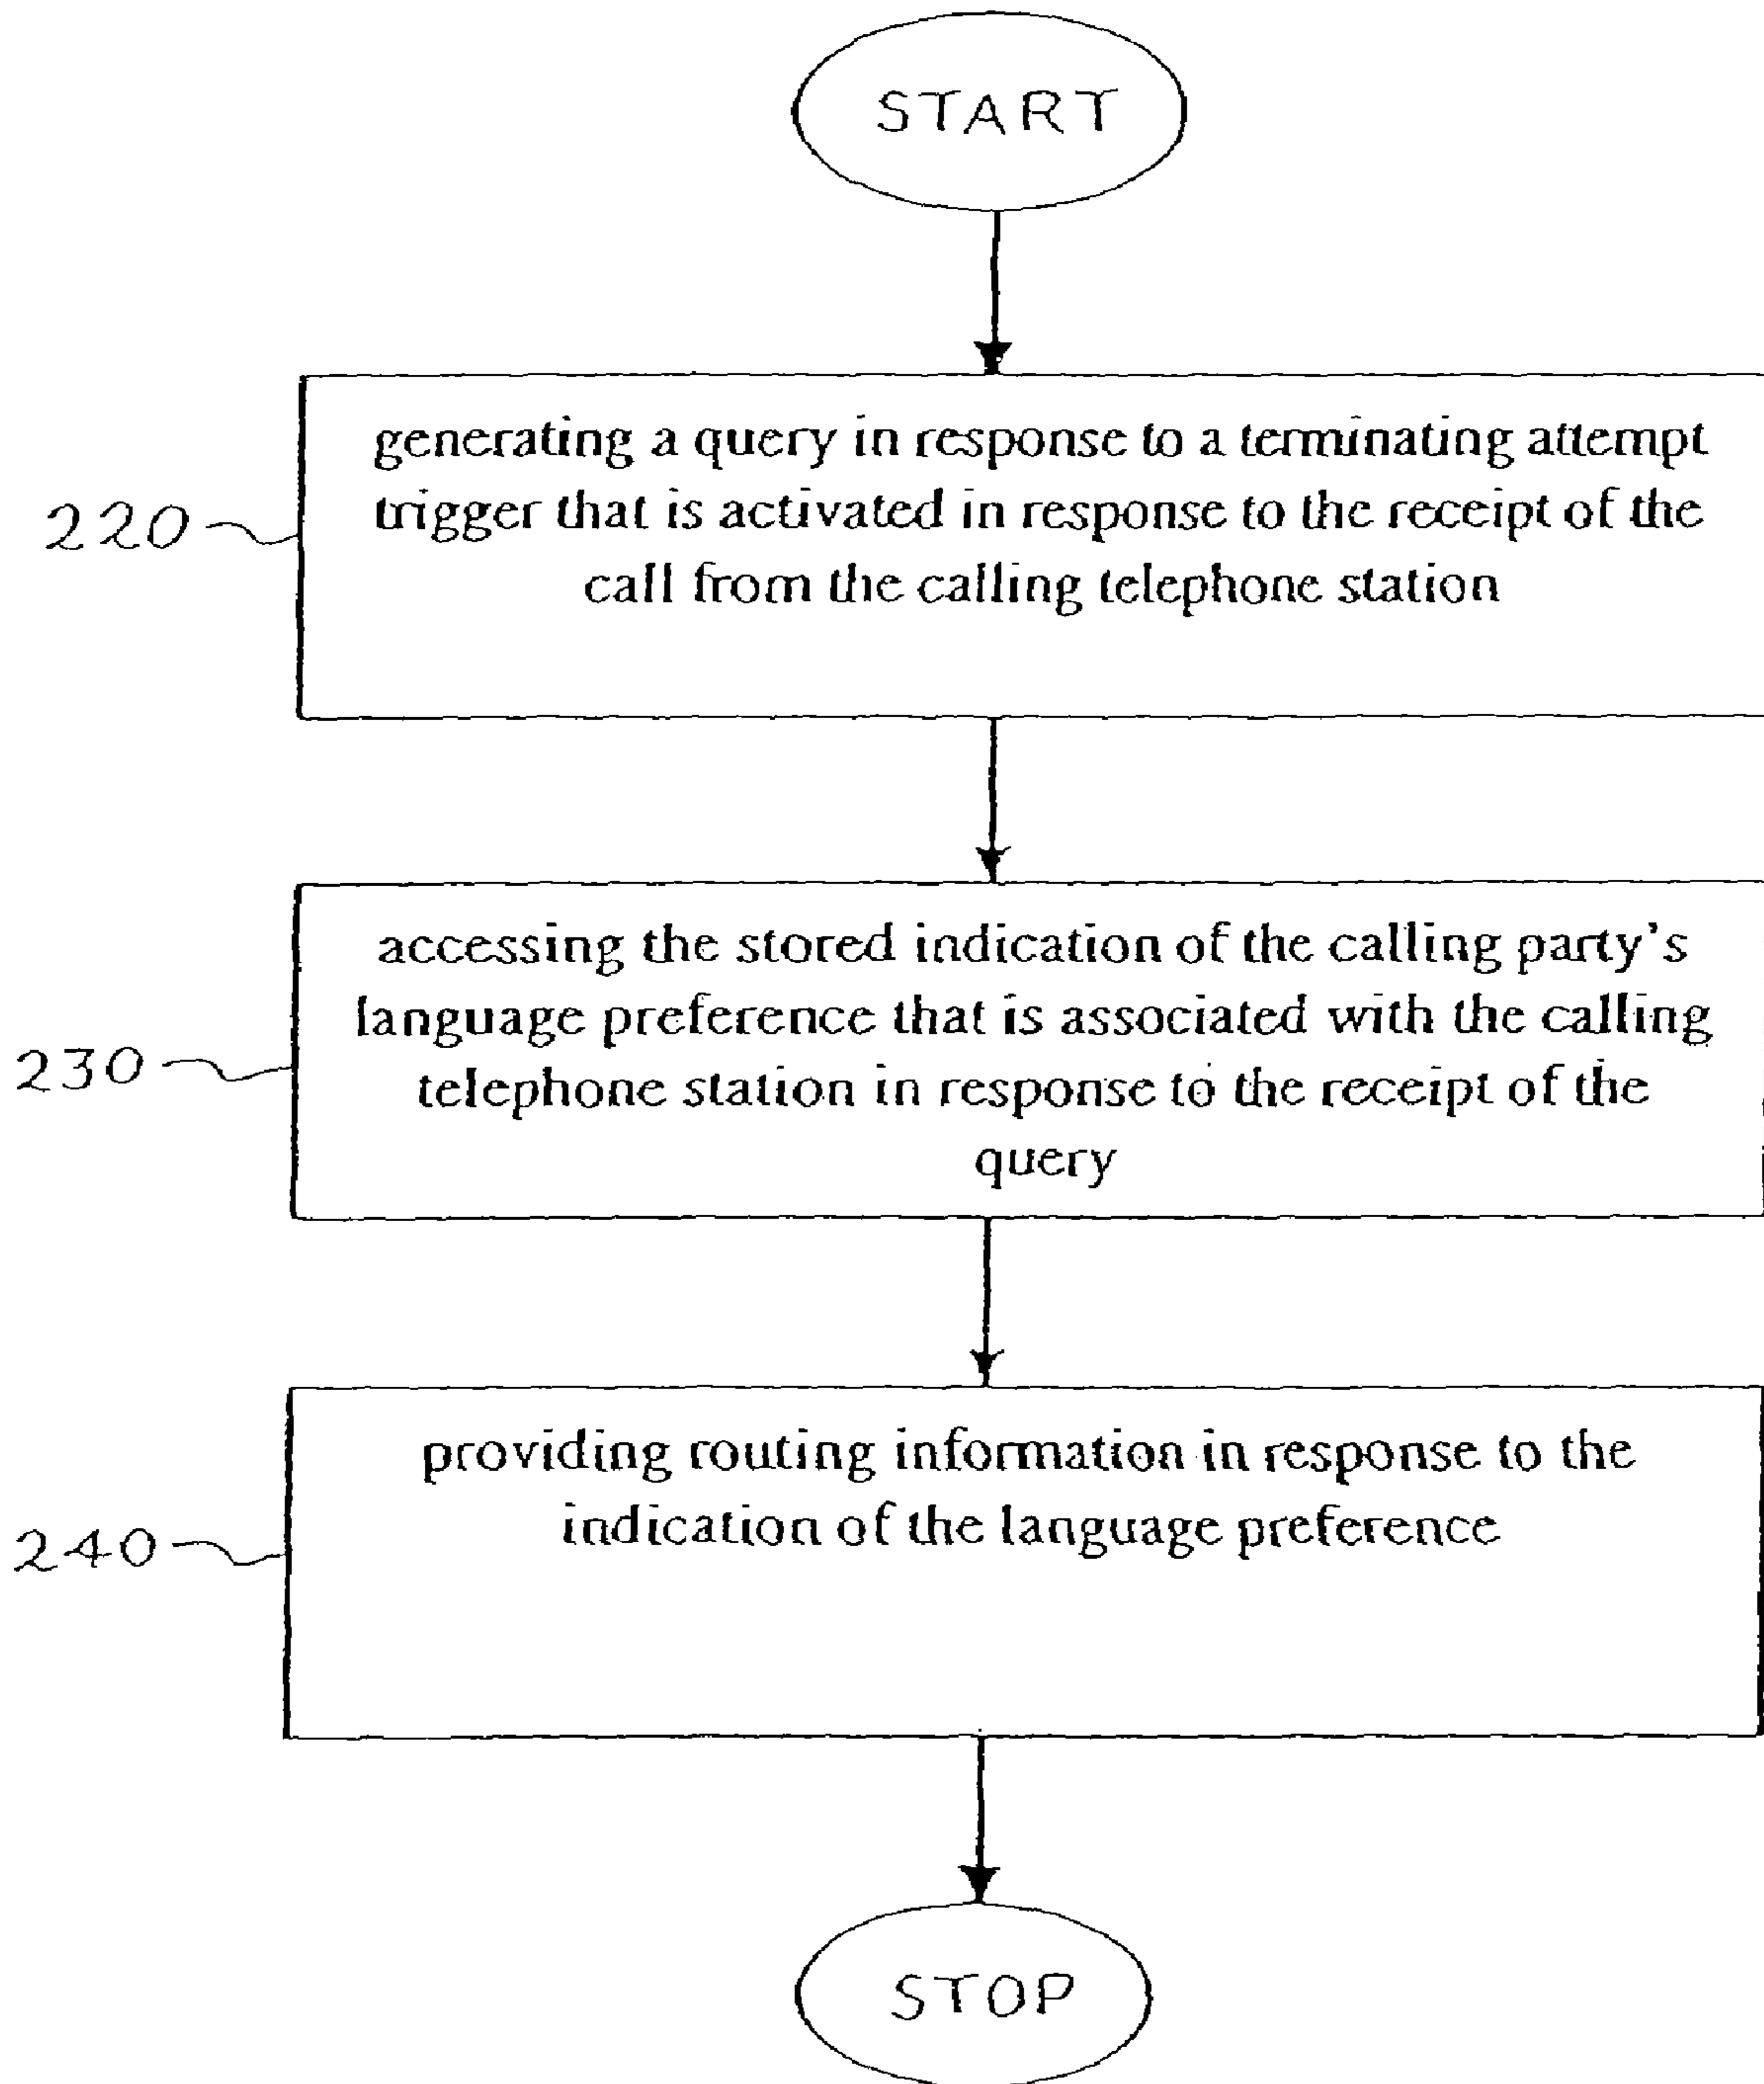 START
generating a query in response to a terminating attempt
trigger that is activated in response to the receipt of the
call from the calling telephone station
220
accessing the stored indication of the calling party's
language preference that is associated with the calling
telephone station in response to the receipt of the
query
230
providing routing information in response to the
indication of the language preference
240
STOP